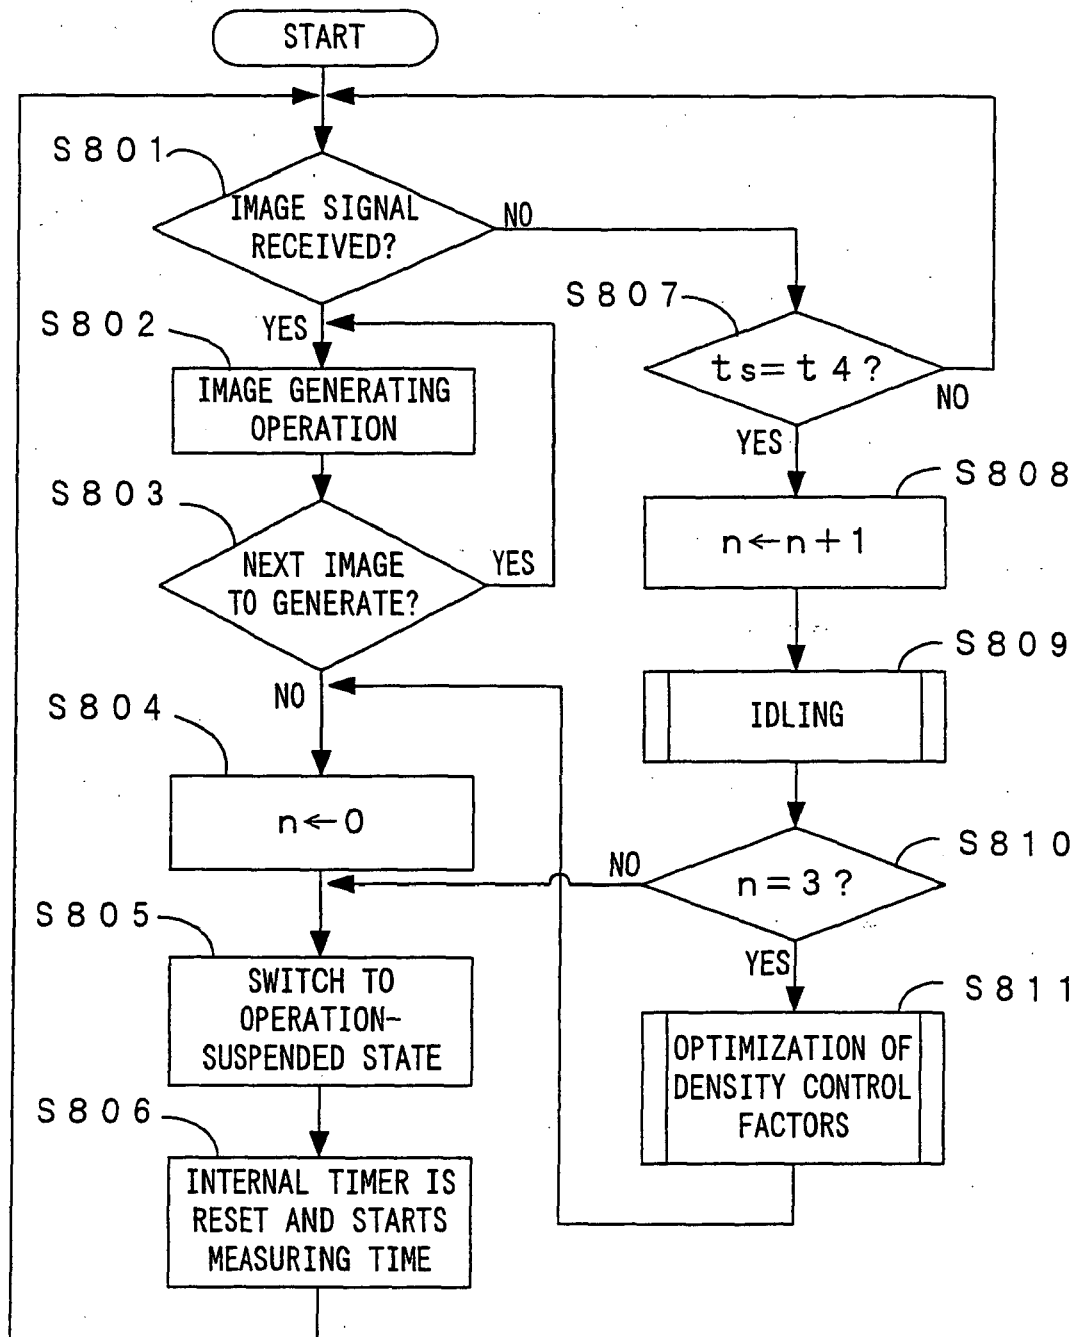 START
S801
IMAGE SIGNAL
RECEIVED?
NO
YES
S802
IMAGE GENERATING
OPERATION
S803
NEXT IMAGE
TO GENERATE?
YES
NO
S804
n←0
S805
SWITCH TO
OPERATION-
SUSPENDED STATE
S806
INTERNAL TIMER IS
RESET AND STARTS
MEASURING TIME
S807
ts=t4?
NO
YES
S808
n←n+1
S809
IDLING
S810
n=3?
NO
YES
S811
OPTIMIZATION OF
DENSITY CONTROL
FACTORS